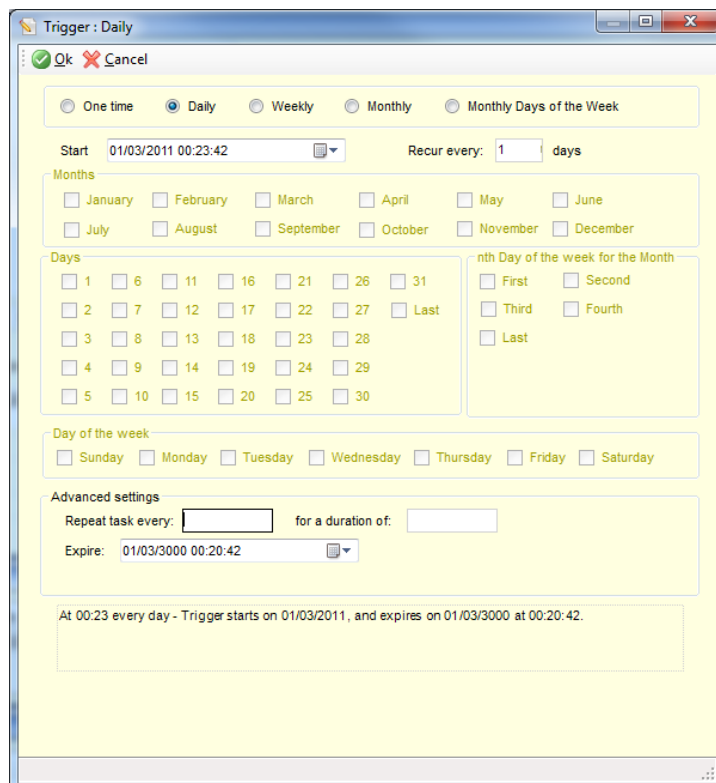 Trigger : Daily
Ok Cancel
One time Daily Weekly Monthly Monthly Days of the Week
Start 01/03/2011 00:23:42 Recur every: 1 days
Months
January February March April May June
July August September October November December
Days nth Day of the week for the Month
1 6 11 16 21 26 31 First Second
2 7 12 17 22 27 Last Third Fourth
3 8 13 18 23 28 Last
4 9 14 19 24 29
5 10 15 20 25 30
Day of the week
Sunday Monday Tuesday Wednesday Thursday Friday Saturday
Advanced settings
Repeat task every: for a duration of:
Expire: 01/03/3000 00:20:42
At 00:23 every day - Trigger starts on 01/03/2011, and expires on 01/03/3000 at 00:20:42.